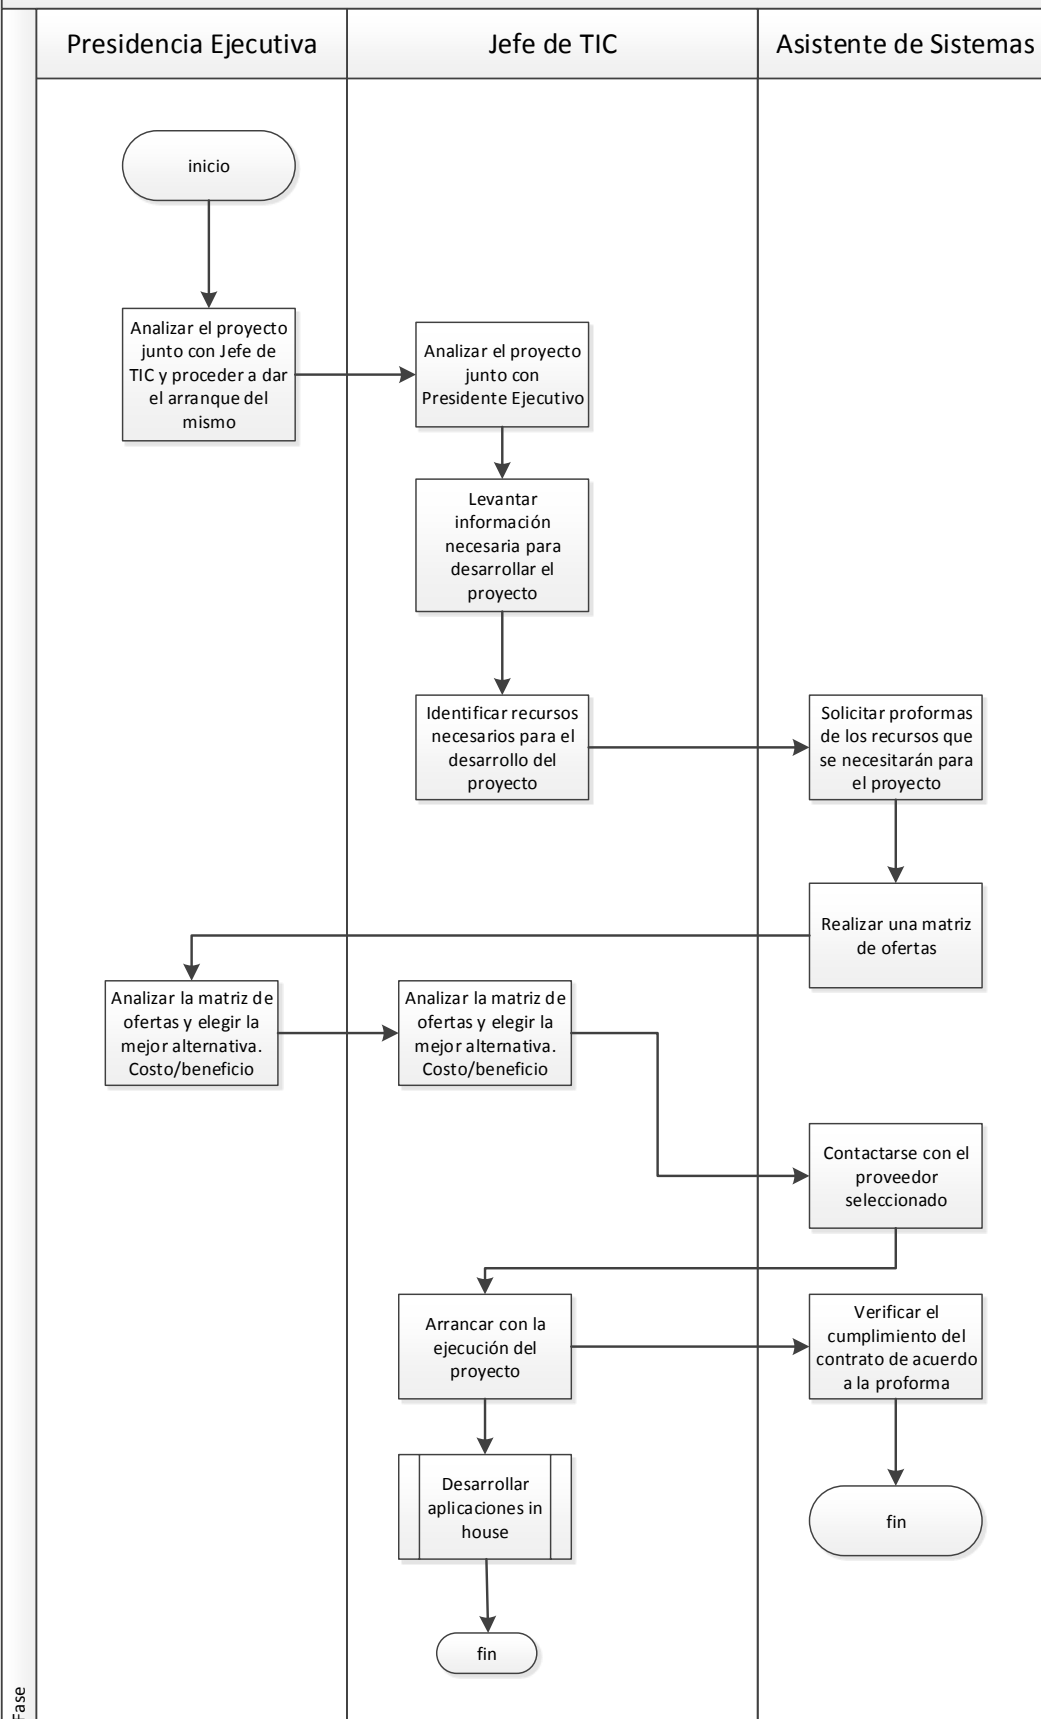 Presidencia Ejecutiva
Jefe de TIC
Asistente de Sistemas
inicio
Analizar el proyecto
junto con Jefe de
TIC y proceder a dar
el arranque del
mismo
Analizar el proyecto
junto con
Presidente Ejecutivo
Levantar
información
necesaria para
desarrollar el
proyecto
Identificar recursos
necesarios para el
desarrollo del
proyecto
Solicitar proformas
de los recursos que
se necesitarán para
el proyecto
Realizar una matriz
de ofertas
Analizar la matriz de
ofertas y elegir la
mejor alternativa.
Costo/beneficio
Analizar la matriz de
ofertas y elegir la
mejor alternativa.
Costo/beneficio
Contactarse con el
proveedor
seleccionado
Arrancar con la
ejecución del
proyecto
Verificar el
cumplimiento del
contrato de acuerdo
a la proforma
Desarrollar
aplicaciones in
house
fin
fin
Fase